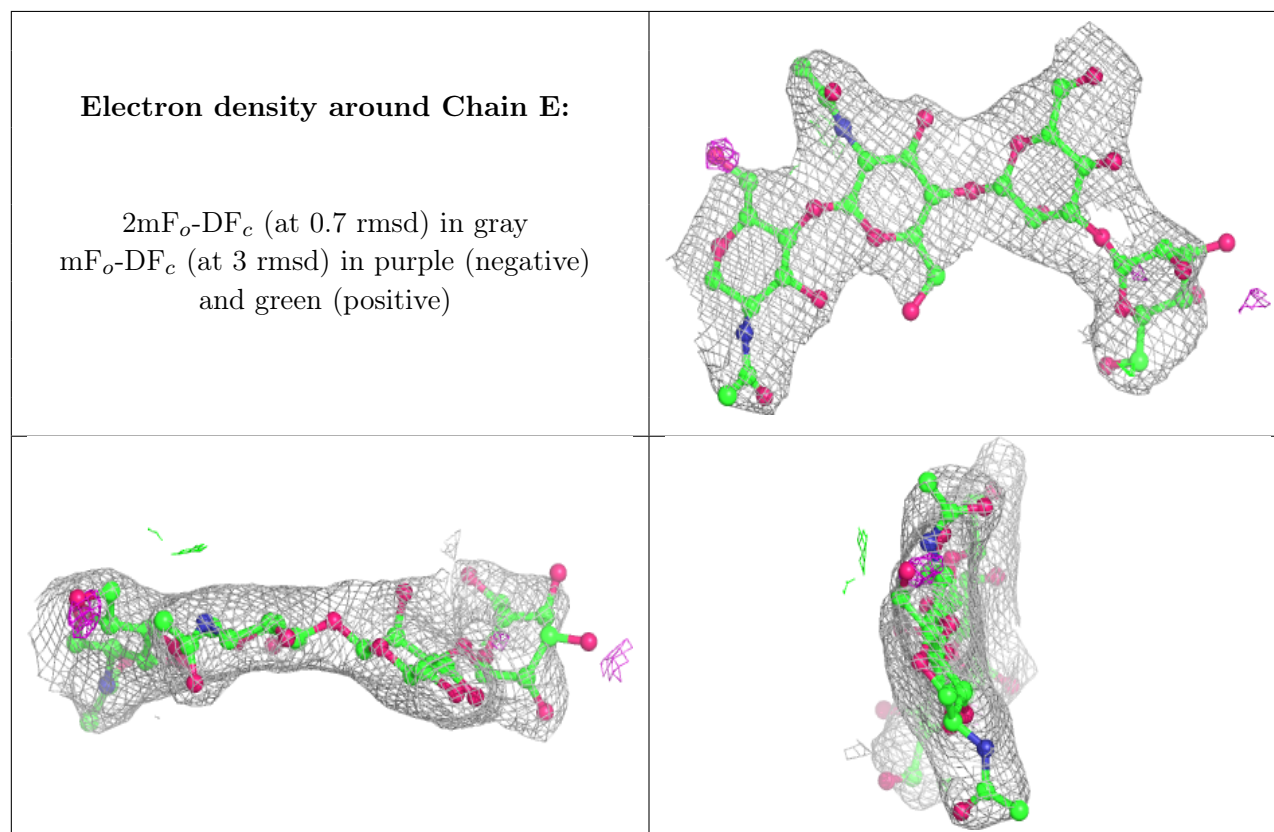 Electron density around Chain E:
2mFₒ-DF𝒸 (at 0.7 rmsd) in gray
mFₒ-DF𝒸 (at 3 rmsd) in purple (negative)
and green (positive)